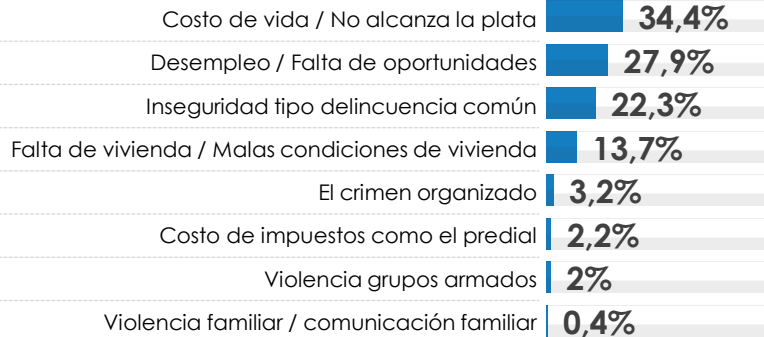 Costo de vida / No alcanza la plata 34,4%
Desempleo / Falta de oportunidades 27,9%
Inseguridad tipo delincuencia común 22,3%
Falta de vivienda / Malas condiciones de vivienda 13,7%
El crimen organizado 3,2%
Costo de impuestos como el predial 2,2%
Violencia grupos armados 2%
Violencia familiar / comunicación familiar 0,4%